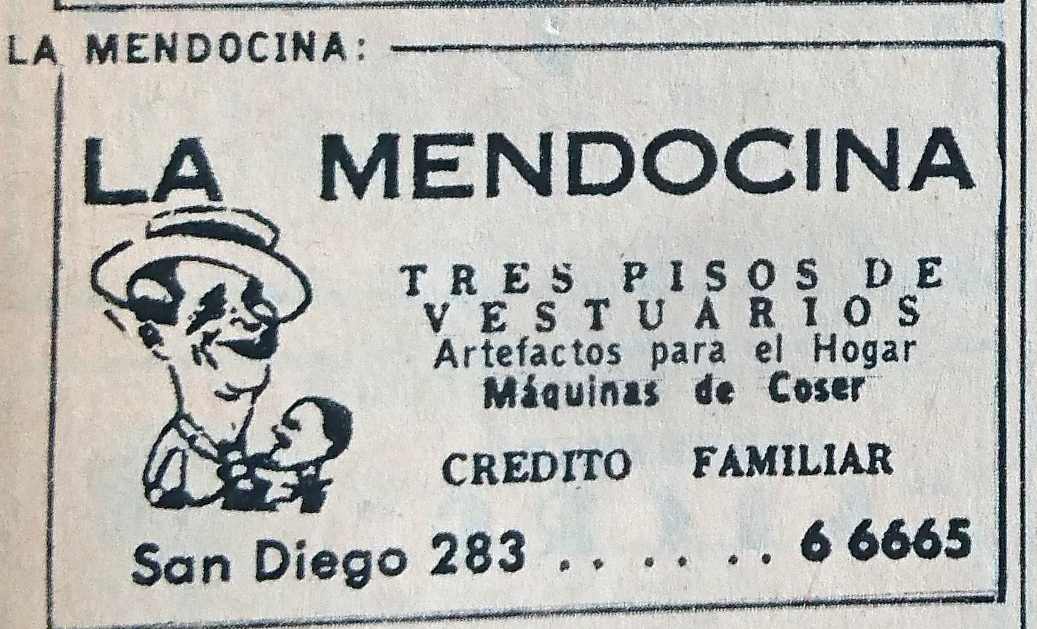 LA MENDOCINA:
LA MENDOCINA
TRES PISOS DE
VESTUARIOS
Artefactos para el Hogar
Máquinas de Coser
CREDITO FAMILIAR
San Diego 283 . . . . . . 6 6665